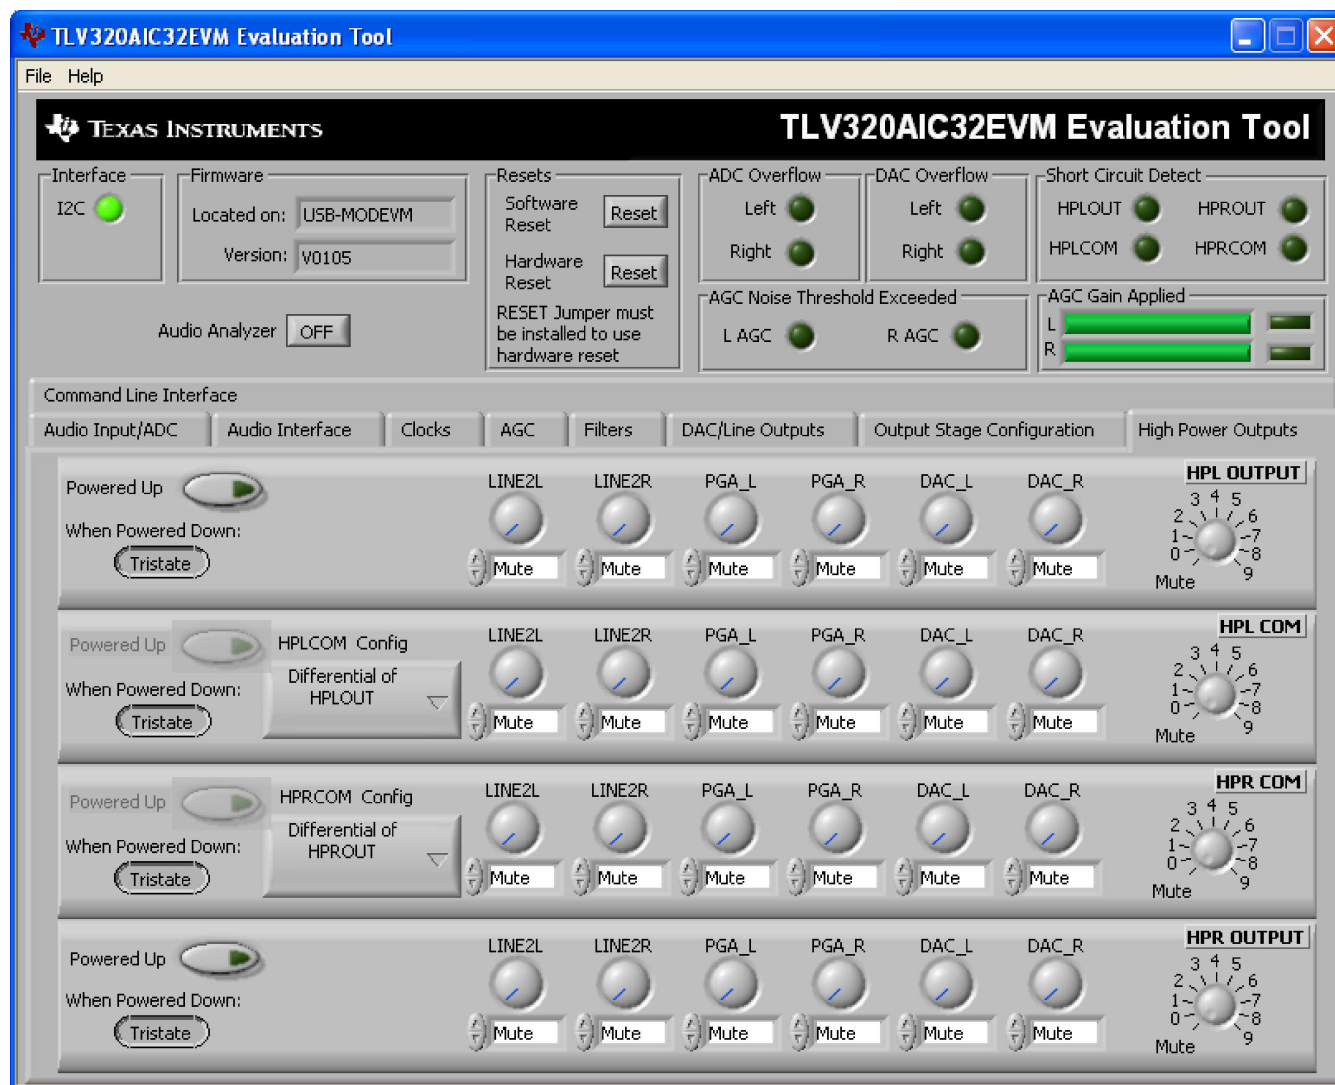 TLV320AIC32EVM Evaluation Tool
File Help
TEXAS INSTRUMENTS
TLV320AIC32EVM Evaluation Tool
Interface
I2C
Firmware
Located on: USB-MODEVM
Version: V0105
Audio Analyzer OFF
Resets
Software Reset Reset
Hardware Reset Reset
RESET Jumper must
be installed to use
hardware reset
ADC Overflow
Left
Right
DAC Overflow
Left
Right
Short Circuit Detect
HPLOUT HPROUT
HPLCOM HPRCOM
AGC Noise Threshold Exceeded
L AGC R AGC
AGC Gain Applied
L
R
Command Line Interface
Audio Input/ADC Audio Interface Clocks AGC Filters DAC/Line Outputs Output Stage Configuration High Power Outputs
Powered Up
When Powered Down:
Tristate
LINE2L LINE2R PGA_L PGA_R DAC_L DAC_R
Mute Mute Mute Mute Mute Mute
HPL OUTPUT
Mute 0 1 2 3 4 5 6 7 8 9
Powered Up
When Powered Down:
Tristate
HPLCOM Config
Differential of
HPLOUT
LINE2L LINE2R PGA_L PGA_R DAC_L DAC_R
Mute Mute Mute Mute Mute Mute
HPL COM
Mute 0 1 2 3 4 5 6 7 8 9
Powered Up
When Powered Down:
Tristate
HPRCOM Config
Differential of
HPROUT
LINE2L LINE2R PGA_L PGA_R DAC_L DAC_R
Mute Mute Mute Mute Mute Mute
HPR COM
Mute 0 1 2 3 4 5 6 7 8 9
Powered Up
When Powered Down:
Tristate
LINE2L LINE2R PGA_L PGA_R DAC_L DAC_R
Mute Mute Mute Mute Mute Mute
HPR OUTPUT
Mute 0 1 2 3 4 5 6 7 8 9